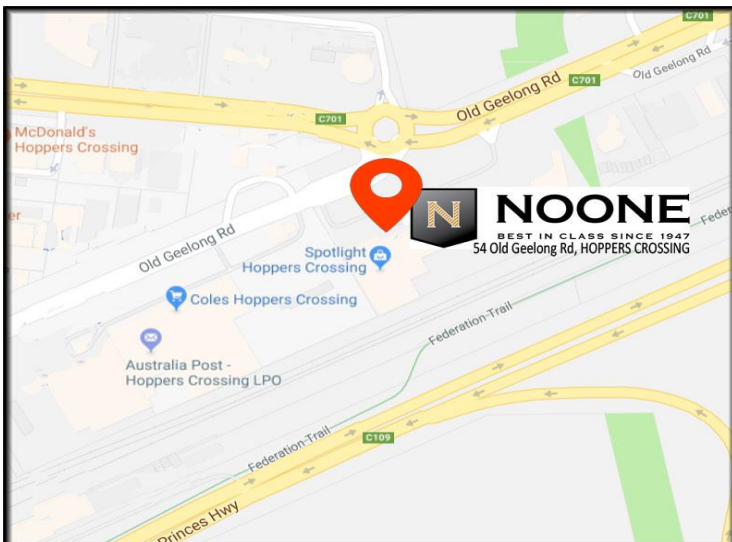 C701
Old Geelong Rd
C701
Old Geelong Rd
C701
McDonald's
Hoppers Crossing
er
N
NOONE
BEST IN CLASS SINCE 1947
54 Old Geelong Rd, HOPPERS CROSSING
Feder
Old Geelong Rd
Spotlight
Hoppers Crossing
Coles Hoppers Crossing
Australia Post -
Hoppers Crossing LPO
Federation-Trail
Federation-Trail
C109
Princes Hwy